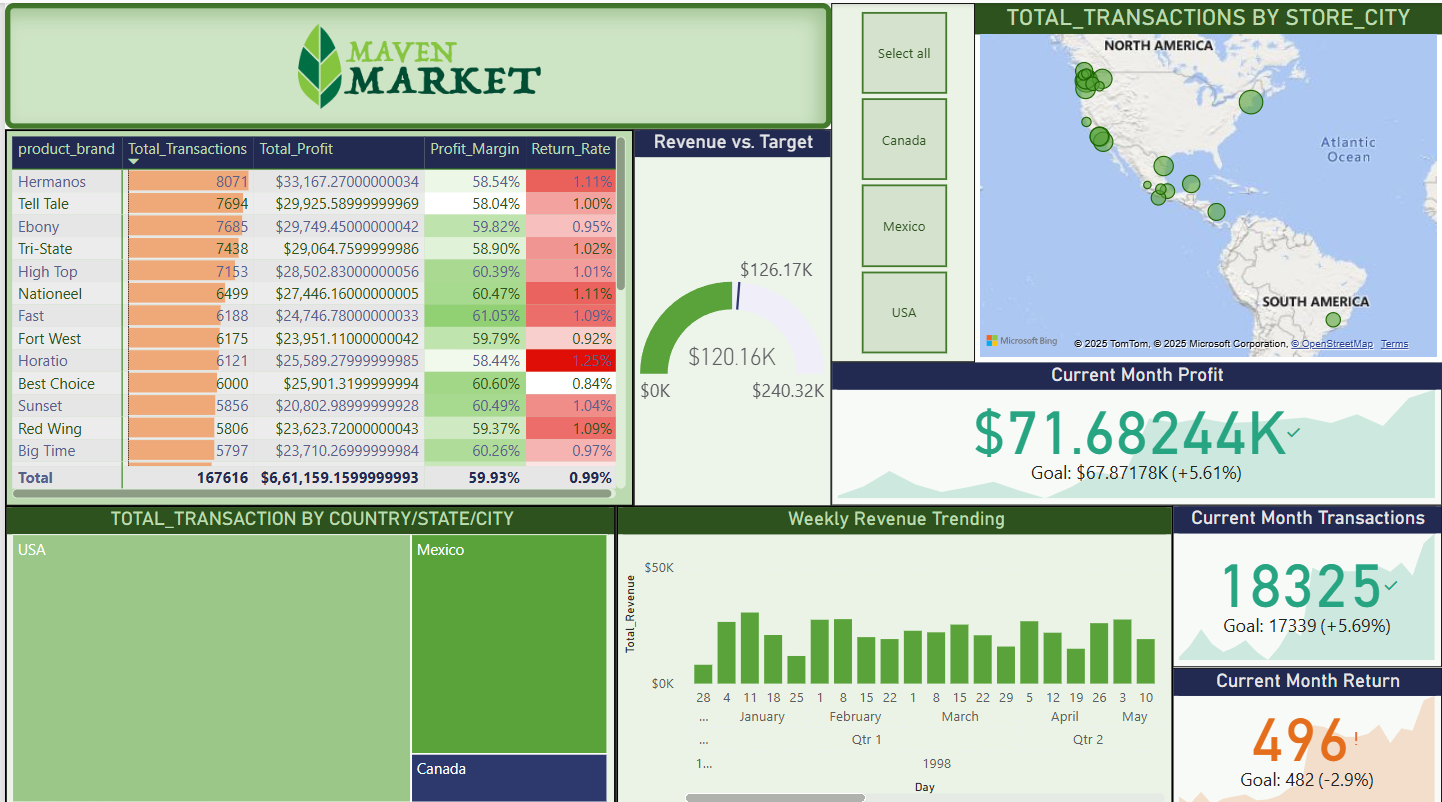 MAVEN
MARKET
Select all
Canada
Mexico
USA
TOTAL_TRANSACTIONS BY STORE_CITY
NORTH AMERICA
Atlantic
Ocean
SOUTH AMERICA
Microsoft Bing
© 2025 TomTom, © 2025 Microsoft Corporation, © OpenStreetMap Terms
product_brand Total_Transactions Total_Profit Profit_Margin Return_Rate
Hermanos 8071 $33,167.27000000034 58.54% 1.11%
Tell Tale 7694 $29,925.58999999969 58.04% 1.00%
Ebony 7685 $29,749.45000000042 59.82% 0.95%
Tri-State 7438 $29,064.7599999986 58.90% 1.02%
High Top 7153 $28,502.83000000056 60.39% 1.01%
Nationeel 6499 $27,446.16000000005 60.47% 1.11%
Fast 6188 $24,746.78000000033 61.05% 1.09%
Fort West 6175 $23,951.11000000042 59.79% 0.92%
Horatio 6121 $25,589.27999999985 58.44% 1.25%
Best Choice 6000 $25,901.3199999994 60.60% 0.84%
Sunset 5856 $20,802.98999999928 60.49% 1.04%
Red Wing 5806 $23,623.72000000043 59.37% 1.09%
Big Time 5797 $23,710.26999999984 60.26% 0.97%
Total 167616 $6,61,159.1599999993 59.93% 0.99%
Revenue vs. Target
$126.17K
$120.16K
$0K $240.32K
Current Month Profit
$71.68244K
Goal: $67.87178K (+5.61%)
TOTAL_TRANSACTION BY COUNTRY/STATE/CITY
USA
Mexico
Canada
Weekly Revenue Trending
Total_Revenue
$50K
$0K
28 4 11 18 25 1 8 15 22 1 8 15 22 29 5 12 19 26 3 10
... January February March April May
... Qtr 1 Qtr 2
1... 1998
Day
Current Month Transactions
18325
Goal: 17339 (+5.69%)
Current Month Return
496!
Goal: 482 (-2.9%)